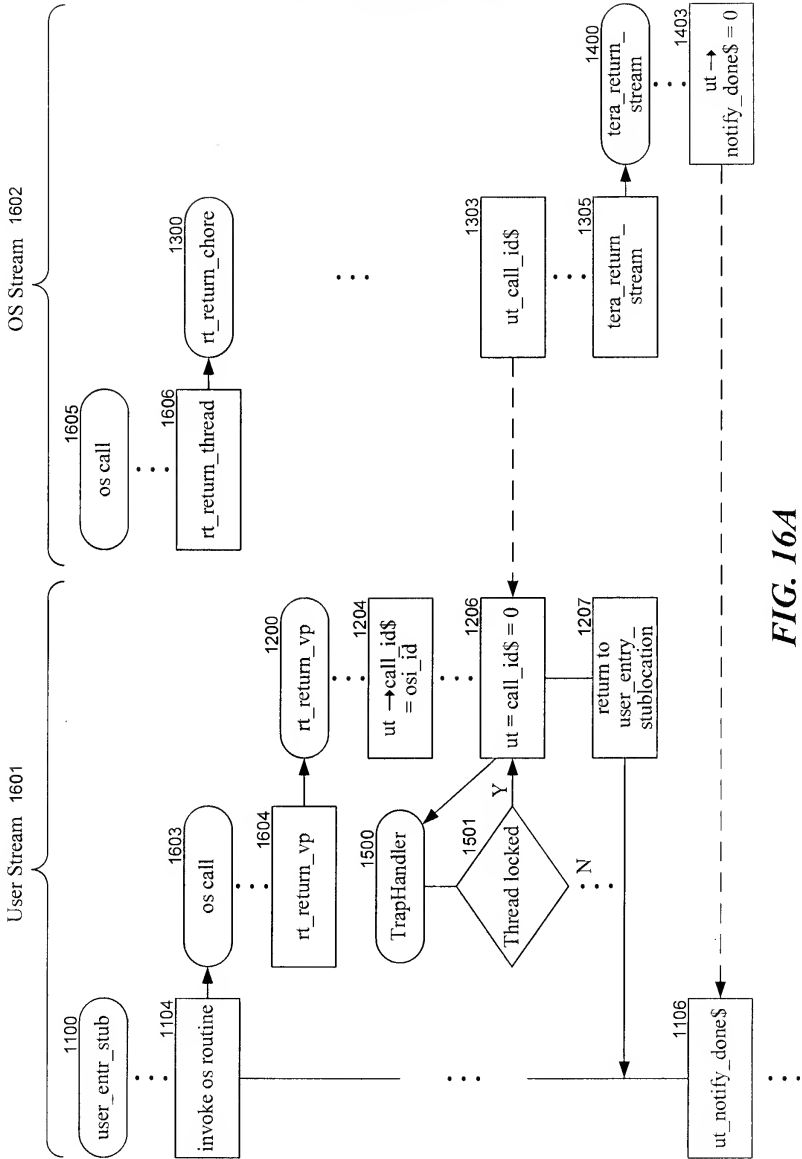 User Stream 1601
OS Stream 1602
1100
user_entr_stub
1104
invoke os routine
1603
os call
1604
rt_return_vp
1200
rt_return_vp
1204
ut →call_id$
= osi_id
1500
TrapHandler
1501
Thread locked
Y
N
1206
ut = call_id$ = 0
1207
return to
user_entry_
stublocation
1106
ut_notify_done$
1605
os call
1606
rt_return_thread
1300
rt_return_chore
1303
ut_call_id$
1305
tera_return_
stream
1400
tera_return_
stream
1403
ut →
notify_done$ = 0
FIG. 16A